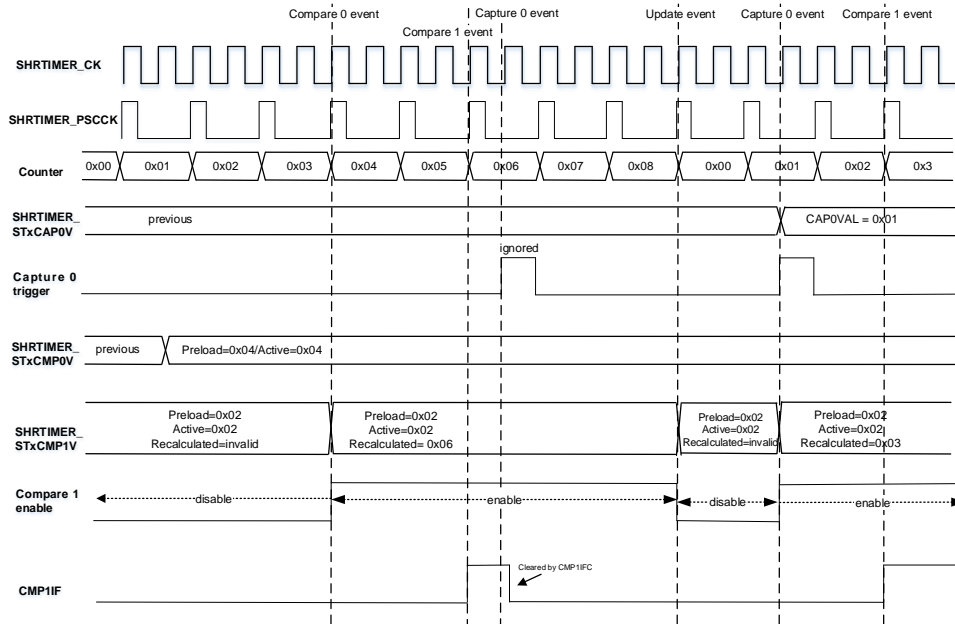 Compare 0 event
Capture 0 event
Update event
Capture 0 event
Compare 1 event
Compare 1 event
SHRTIMER_CK
SHRTIMER_PSCCK
Counter
0x00 0x01 0x02 0x03 0x04 0x05 0x06 0x07 0x08 0x00 0x01 0x02 0x3
SHRTIMER_
STxCAP0V
previous
CAP0VAL = 0x01
ignored
Capture 0
trigger
SHRTIMER_
STxCMP0V
previous
Preload=0x04/Active=0x04
SHRTIMER_
STxCMP1V
Preload=0x02
Active=0x02
Recalculated=invalid
Preload=0x02
Active=0x02
Recalculated= 0x06
Preload=0x02
Active=0x02
Recalculated=invalid
Preload=0x02
Active=0x02
Recalculated=0x03
Compare 1
enable
disable
enable
disable
enable
CMP1IF
Cleared by CMP1IFC